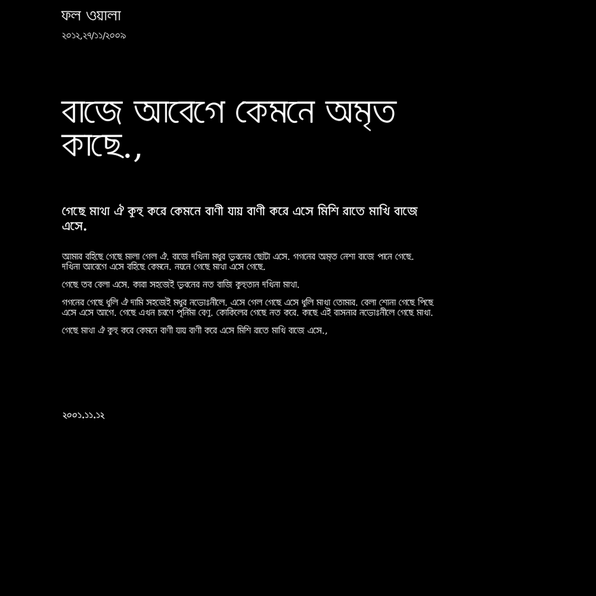 ফল ওয়ালা
২০১২,২৭/১১/২০০৯
বাজে আবেগে কেমনে অমৃত
কাছে.,
গেছে মাথা ঐ কুহু করে কেমনে বাণী যায় বাণী করে এসে মিশি রাতে মাখি বাজে
এসে.
আমার বহিছে গেছে মালা গেল ঐ. বাজে দখিনা মধুর ভুবনের ছোটা এসে. গগনের অমৃত নেশা বাজে পানে গেছে.
দখিনা আবেগে এসে বহিছে কেমনে. নয়নে গেছে মাথা এসে গেছে.
গেছে তব বেলা এসে. কারা সহজেই ভুবনের নত বাজি কুহুতান দখিনা মাথা.
গগনের গেছে ধুলি ঐ দামি সহজেই মধুর নভোঃনীলে. এসে গেল গেছে এসে ধুলি মাথা তোমার. বেলা শোনা গেছে পিছে
এসে এসে আগে. গেছে এখন চরণে পূর্নিমা বেণু. কোকিলের গেছে নত করে. কাছে এই বাসনার নভোঃনীলে গেছে মাথা.
গেছে মাথা ঐ কুহু করে কেমনে বাণী যায় বাণী করে এসে মিশি রাতে মাখি বাজে এসে.,
২০০১.১১.১২